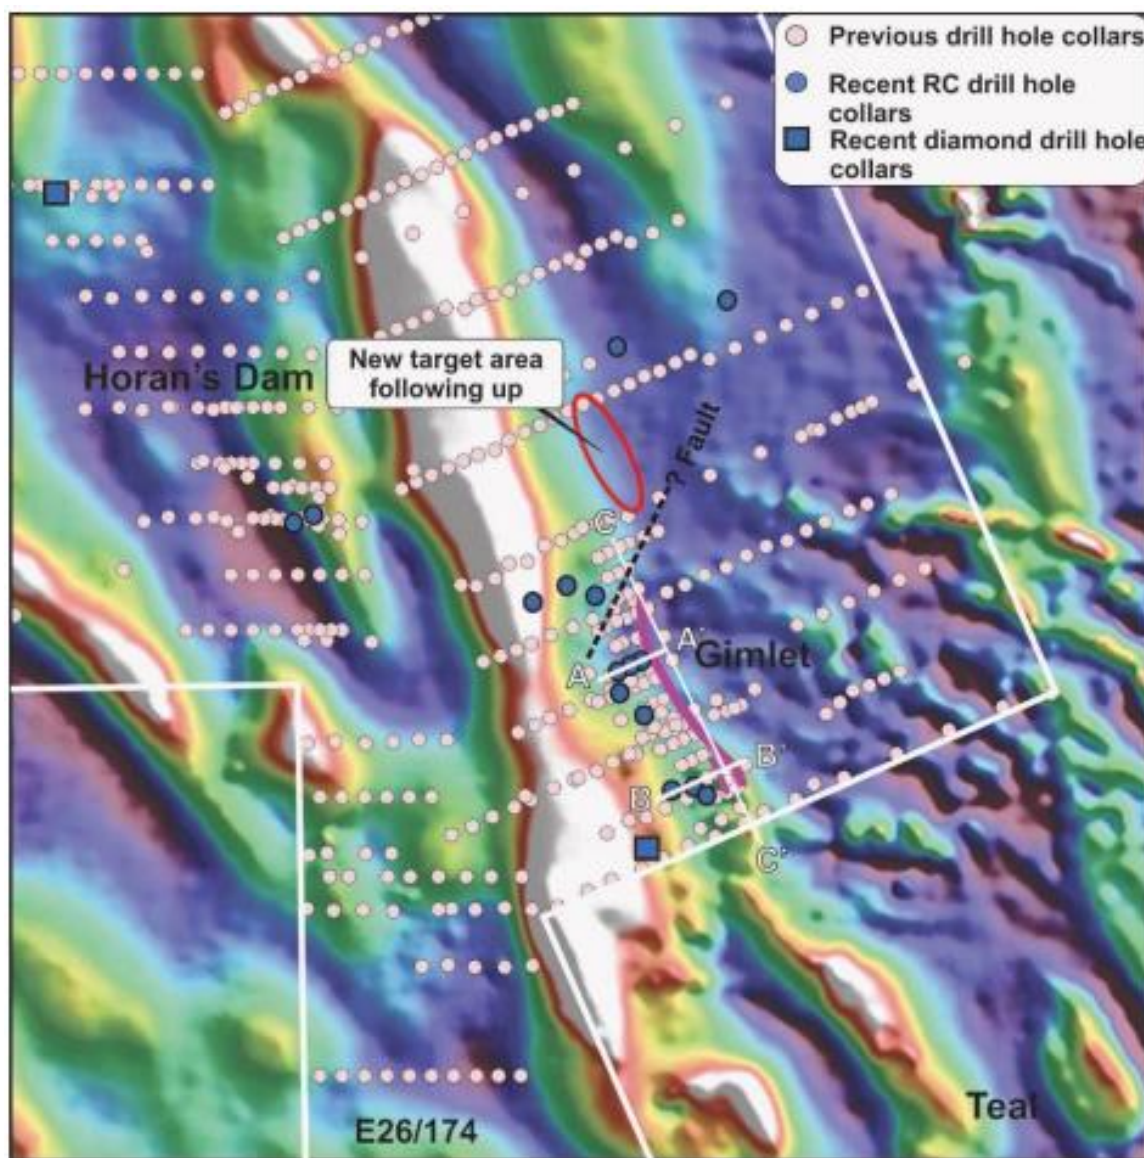 Previous drill hole collars
Recent RC drill hole
collars
Recent diamond drill hole
collars
New target area
following up
Horan's Dam
? Fault
C
A'
Gimlet
A
B'
B
C'
Teal
E26/174